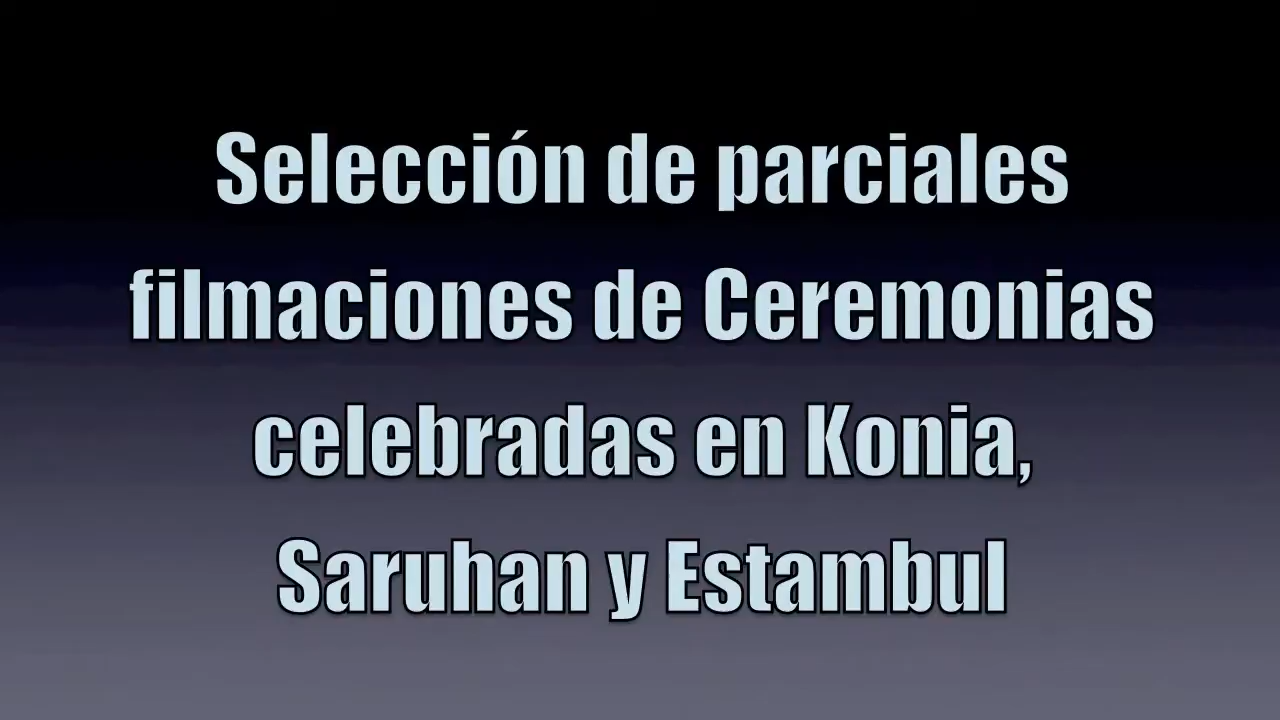 Selección de parciales
filmaciones de Ceremonias
celebradas en Konia,
Saruhan y Estambul